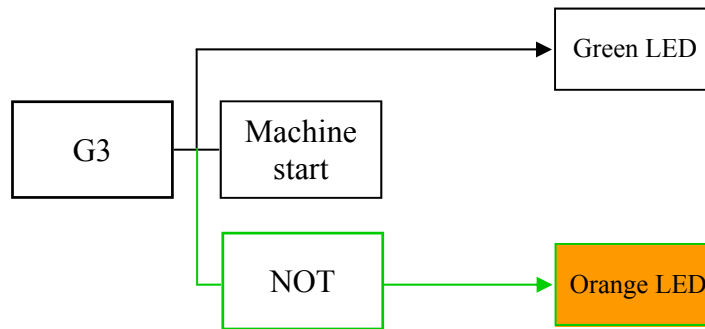 Green LED
G3
Machine
start
NOT
Orange LED